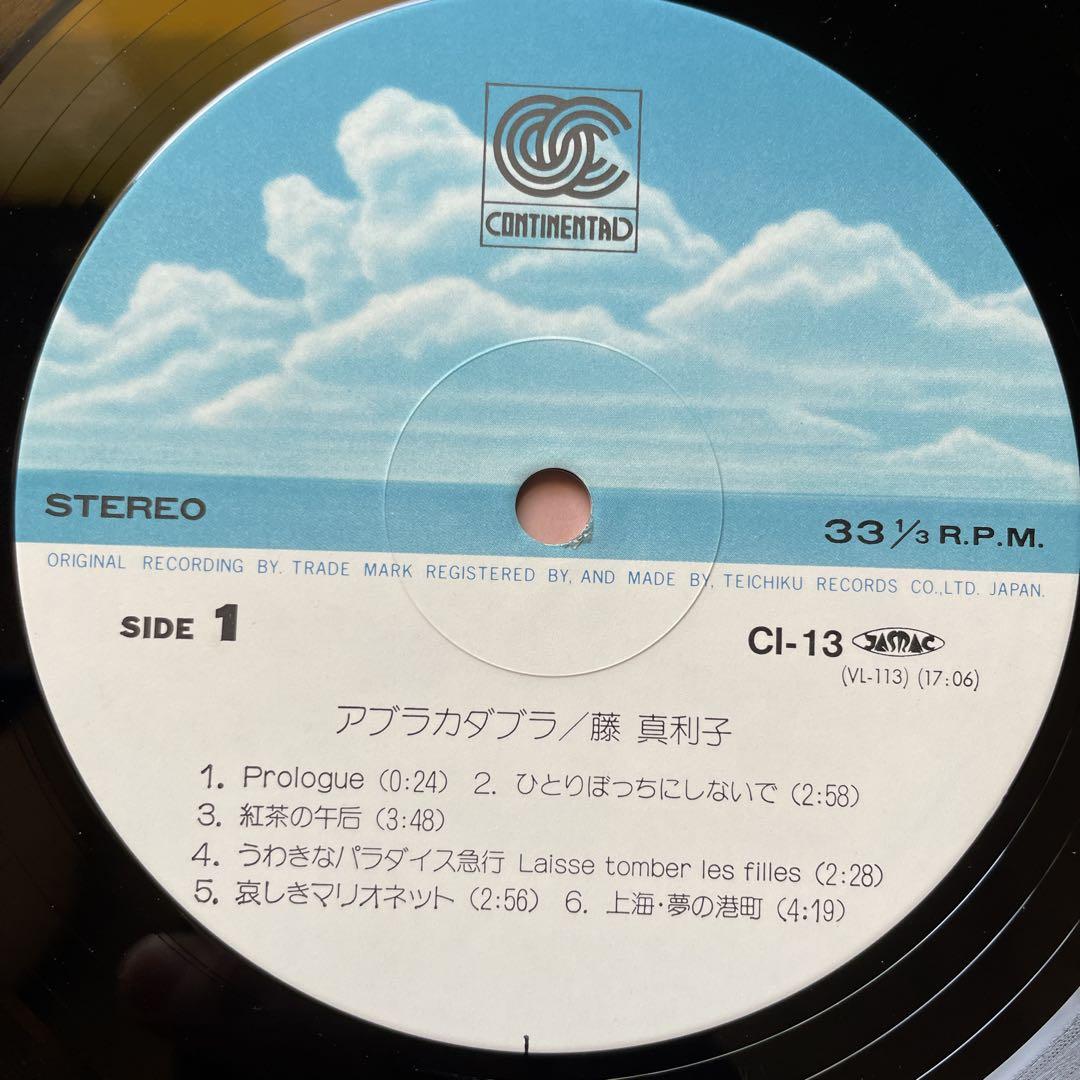 CONTINENTAL
STEREO
33 1/3 R.P.M.
ORIGINAL RECORDING BY. TRADE MARK REGISTERED BY, AND MADE BY, TEICHIKU RECORDS CO.,LTD. JAPAN.
SIDE 1
CI-13 JASRAC
(VL-113) (17:06)
アブラカダブラ/藤 真利子
1. Prologue (0:24) 2. ひとりぼっちにしないで (2:58)
3. 紅茶の午后 (3:48)
4. うわきなパラダイス急行 Laisse tomber les filles (2:28)
5. 哀しきマリオネット (2:56) 6. 上海・夢の港町 (4:19)